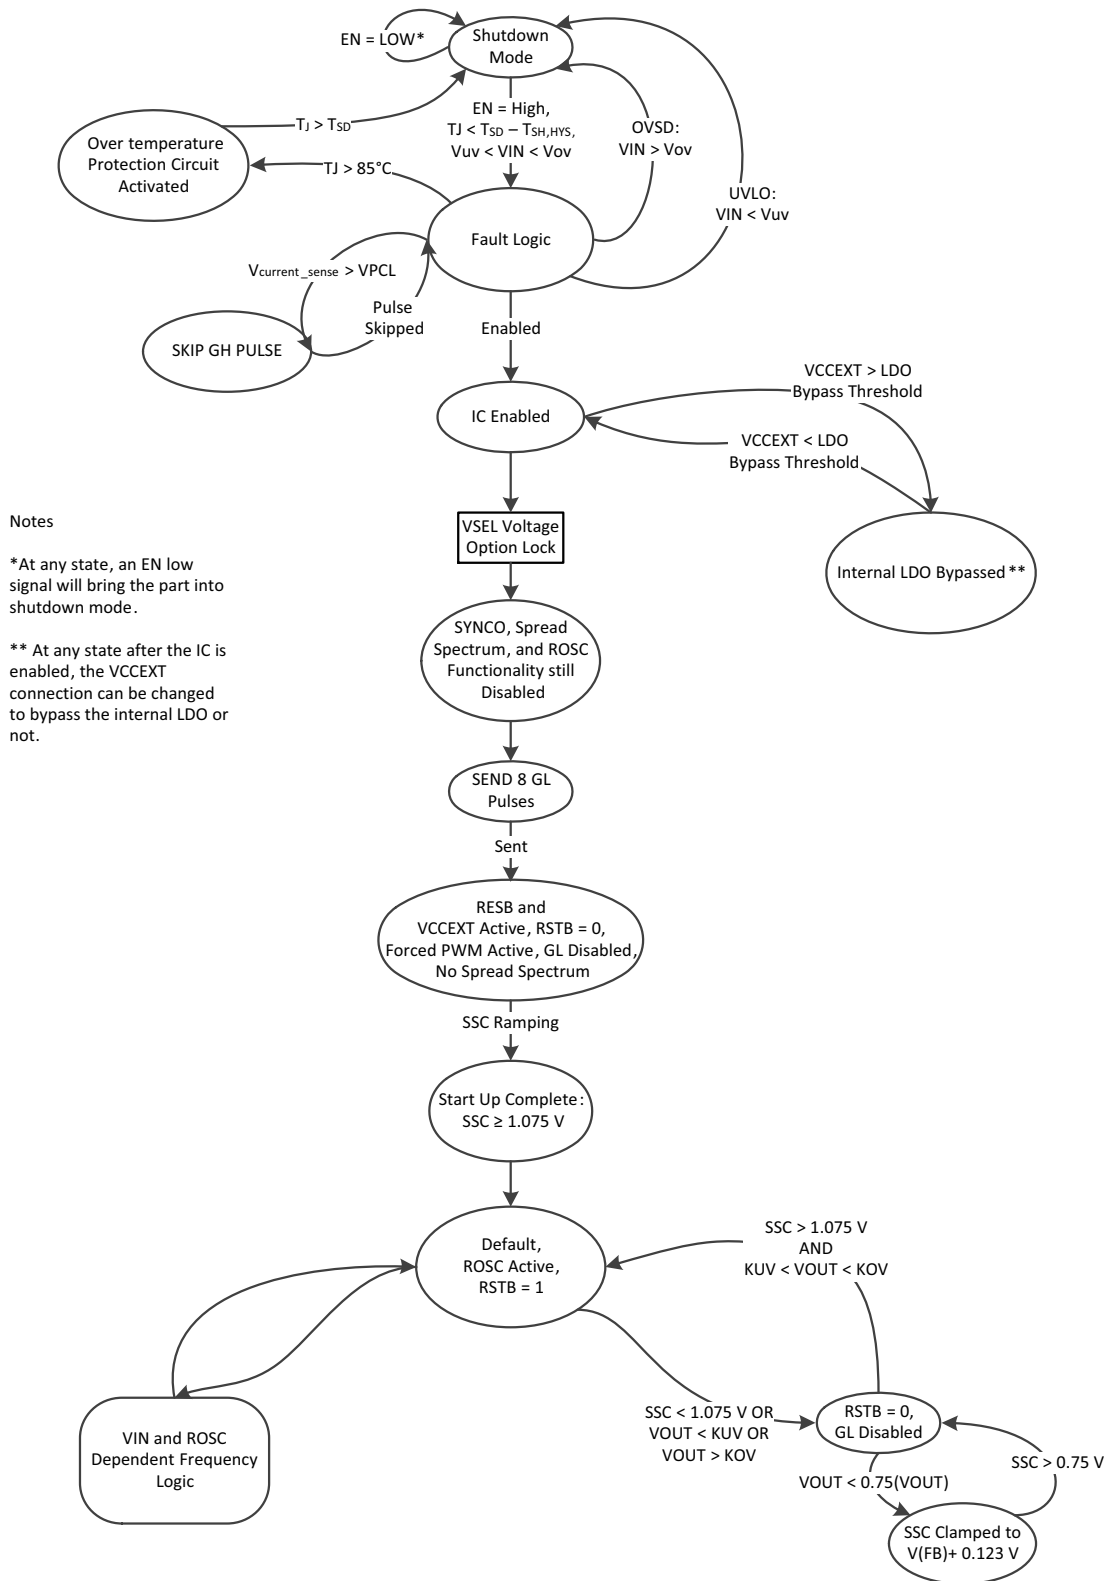 EN = LOW*
Shutdown
Mode
EN = High,
TJ < TSD – TSH,HYS,
Vuv < VIN < Vov
OVSD:
VIN > Vov
UVLO:
VIN < Vuv
TJ > TSD
Over temperature
Protection Circuit
Activated
TJ > 85°C
Fault Logic
Vcurrent_sense > VPCL
Pulse
Skipped
SKIP GH PULSE
Enabled
IC Enabled
VCCEXT > LDO
Bypass Threshold
VCCEXT < LDO
Bypass Threshold
Internal LDO Bypassed **
VSEL Voltage
Option Lock
Notes
*At any state, an EN low
signal will bring the part into
shutdown mode.
** At any state after the IC is
enabled, the VCCEXT
connection can be changed
to bypass the internal LDO or
not.
SYNCO, Spread
Spectrum, and ROSC
Functionality still
Disabled
SEND 8 GL
Pulses
Sent
RESB and
VCCEXT Active, RSTB = 0,
Forced PWM Active, GL Disabled,
No Spread Spectrum
SSC Ramping
Start Up Complete:
SSC ≥ 1.075 V
Default,
ROSC Active,
RSTB = 1
SSC > 1.075 V
AND
KUV < VOUT < KOV
VIN and ROSC
Dependent Frequency
Logic
SSC < 1.075 V OR
VOUT < KUV OR
VOUT > KOV
RSTB = 0,
GL Disabled
SSC > 0.75 V
VOUT < 0.75(VOUT)
SSC Clamped to
V(FB)+ 0.123 V